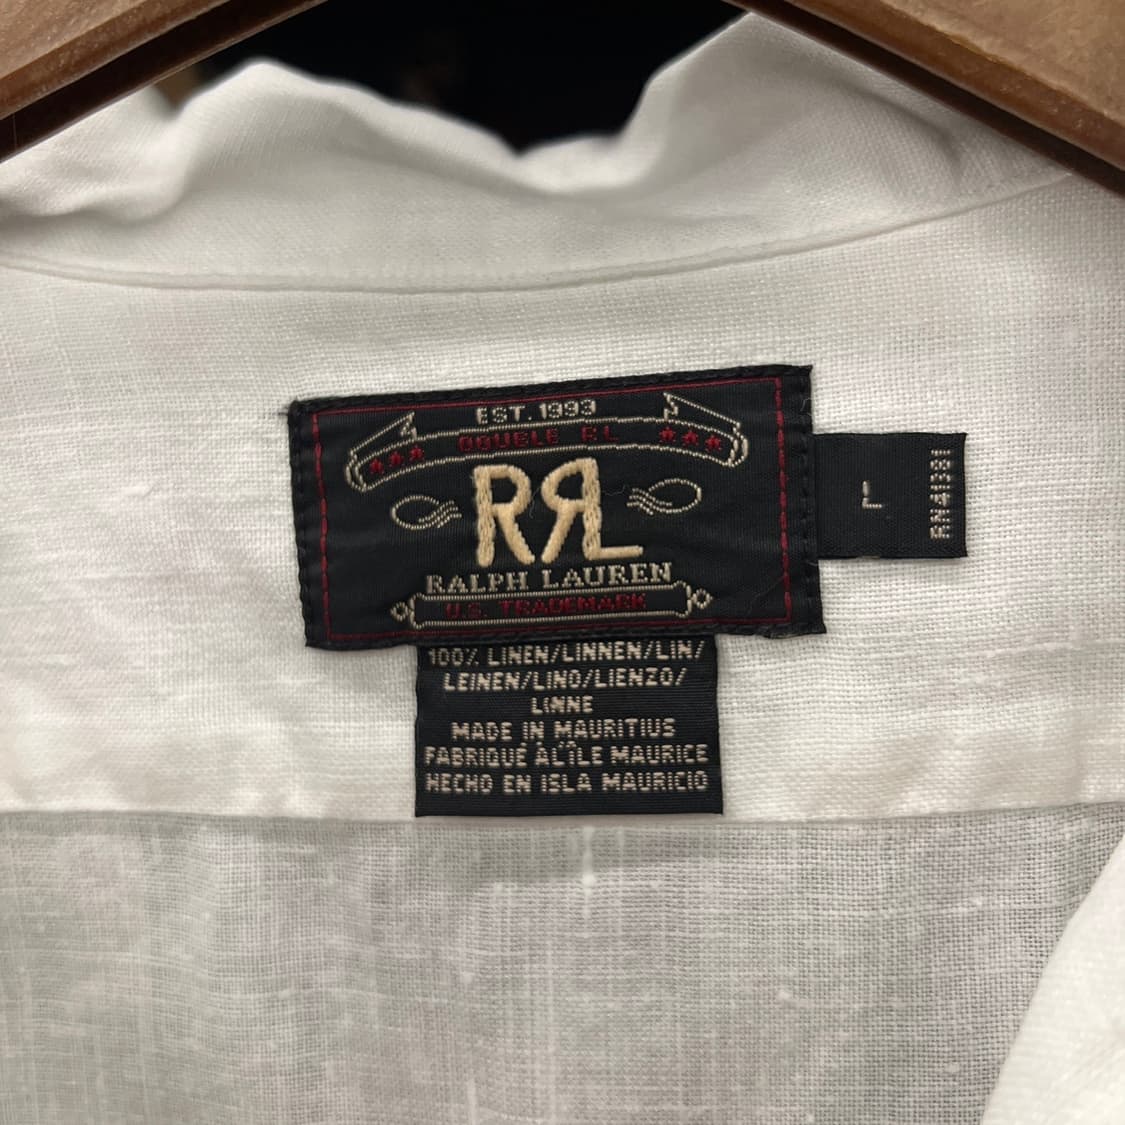 EST. 1993
DOUBLE RL
RRL
RALPH LAUREN
U.S. TRADEMARK
L
RN41381
100% LINEN/LINNEN/LIN/
LEINEN/LINO/LIENZO/
LINNE
MADE IN MAURITIUS
FABRIQUÉ À L'ÎLE MAURICE
HECHO EN ISLA MAURICIO